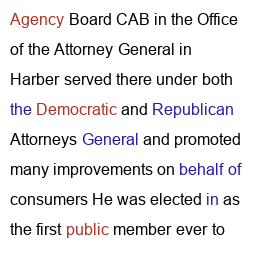 Agency Board CAB in the Office
of the Attorney General in
Harber served there under both
the Democratic and Republican
Attorneys General and promoted
many improvements on behalf of
consumers He was elected in as
the first public member ever to